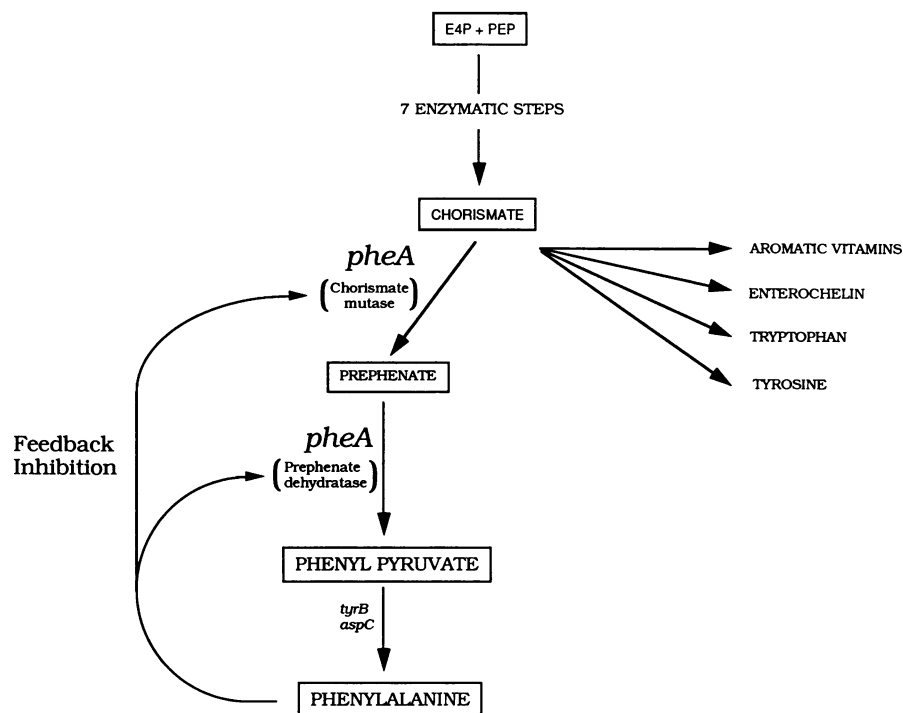 E4P + PEP
7 ENZYMATIC STEPS
CHORISMATE
pheA
(Chorismate
mutase)
AROMATIC VITAMINS
ENTEROCHELIN
TRYPTOPHAN
TYROSINE
PREPHENATE
pheA
(Prephenate
dehydratase)
Feedback
Inhibition
PHENYL PYRUVATE
tyrB
aspC
PHENYLALANINE